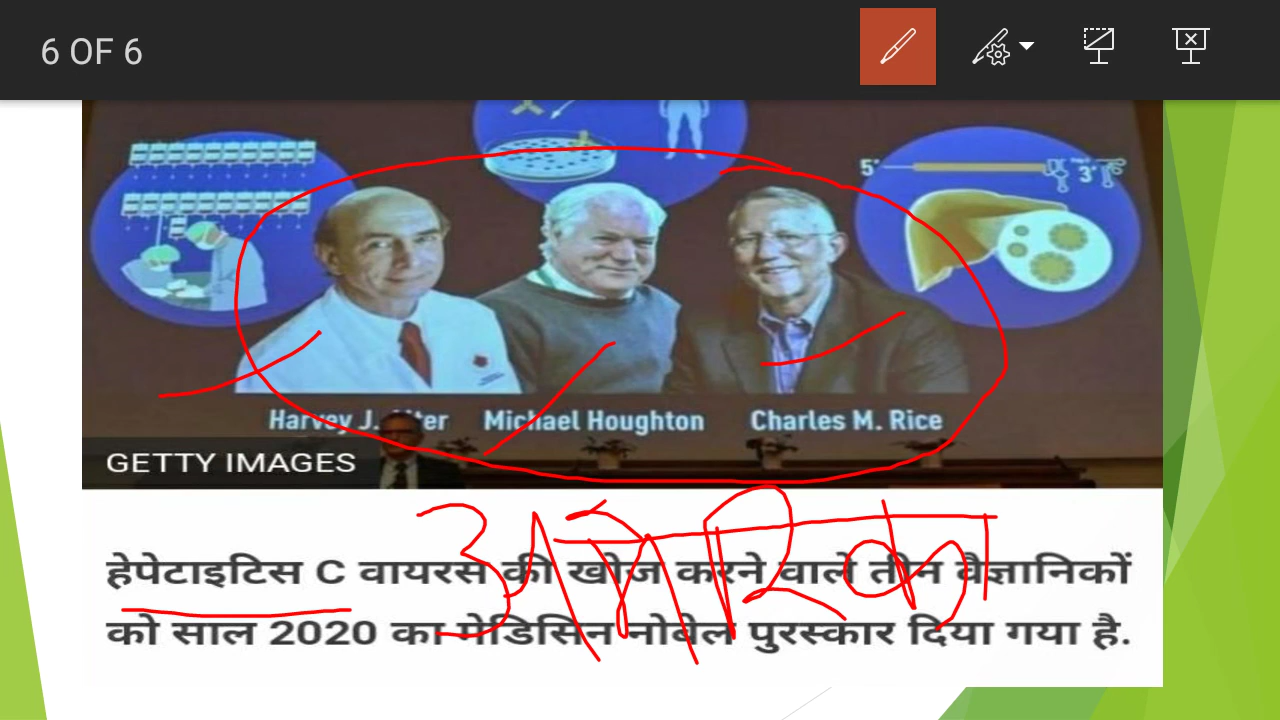 6 OF 6
5'
3'
Harvey J. Alter Michael Houghton Charles M. Rice
GETTY IMAGES
अमेरिका
हेपेटाइटिस C वायरस की खोज करने वाले तीन वैज्ञानिकों
को साल 2020 का मेडिसिन नोबेल पुरस्कार दिया गया है.